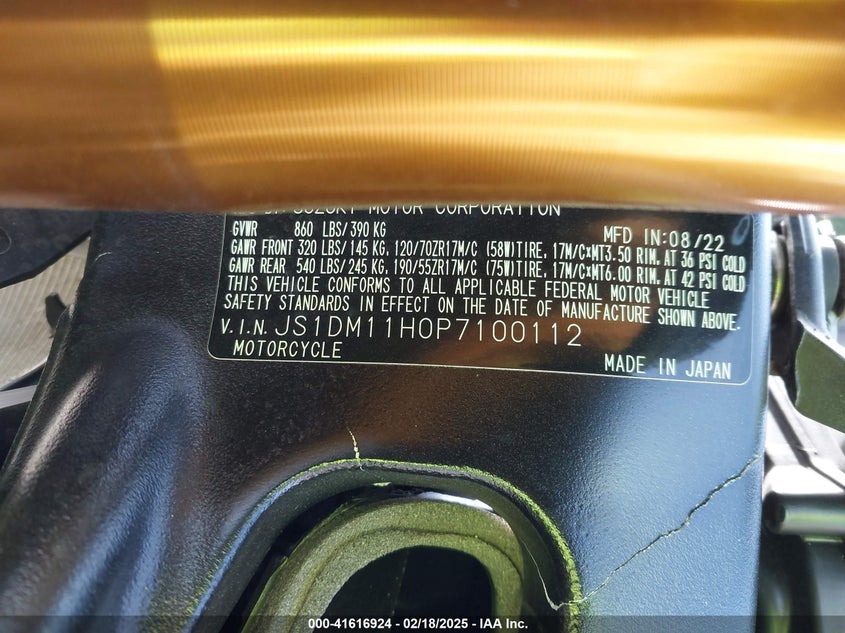 MOTOR CORPORATION
GVWR 860 LBS/390 KG MFD IN:08/22
GAWR FRONT 320 LBS/145 KG, 120/70ZR17M/C (58W)TIRE, 17M/C×MT3.50 RIM. AT 36 PSI COLD
GAWR REAR 540 LBS/245 KG, 190/55ZR17M/C (75W)TIRE, 17M/C×MT6.00 RIM. AT 42 PSI COLD
THIS VEHICLE CONFORMS TO ALL APPLICABLE FEDERAL MOTOR VEHICLE
SAFETY STANDARDS IN EFFECT ON THE DATE OF MANUFACTURE SHOWN ABOVE.
V.I.N. JS1DM11H0P7100112
MOTORCYCLE MADE IN JAPAN
000-41616924 - 02/18/2025 - IAA Inc.